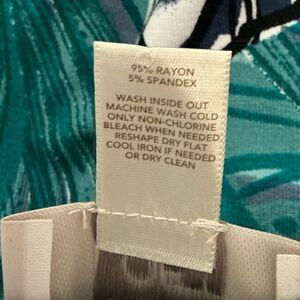 95% RAYON
5% SPANDEX
WASH INSIDE OUT
MACHINE WASH COLD
ONLY NON-CHLORINE
BLEACH WHEN NEEDED
RESHAPE DRY FLAT
COOL IRON IF NEEDED
OR DRY CLEAN